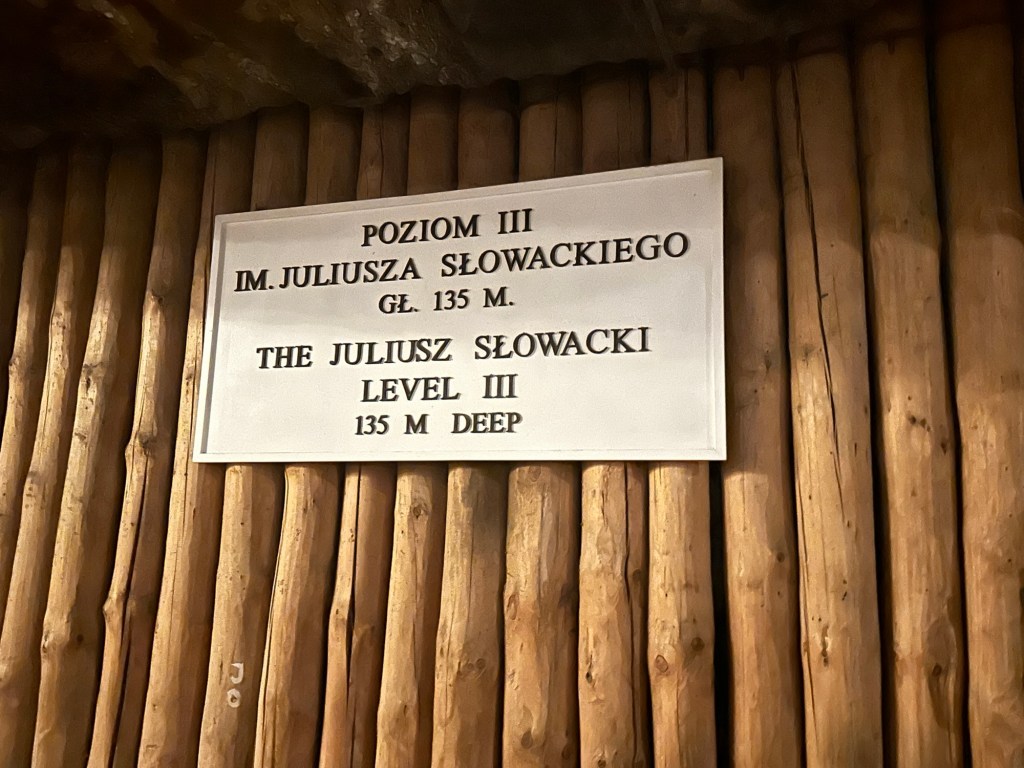 POZIOM III
IM. JULIUSZA SŁOWACKIEGO
GŁ. 135 M.
THE JULIUSZ SŁOWACKI
LEVEL III
135 M DEEP
J
O